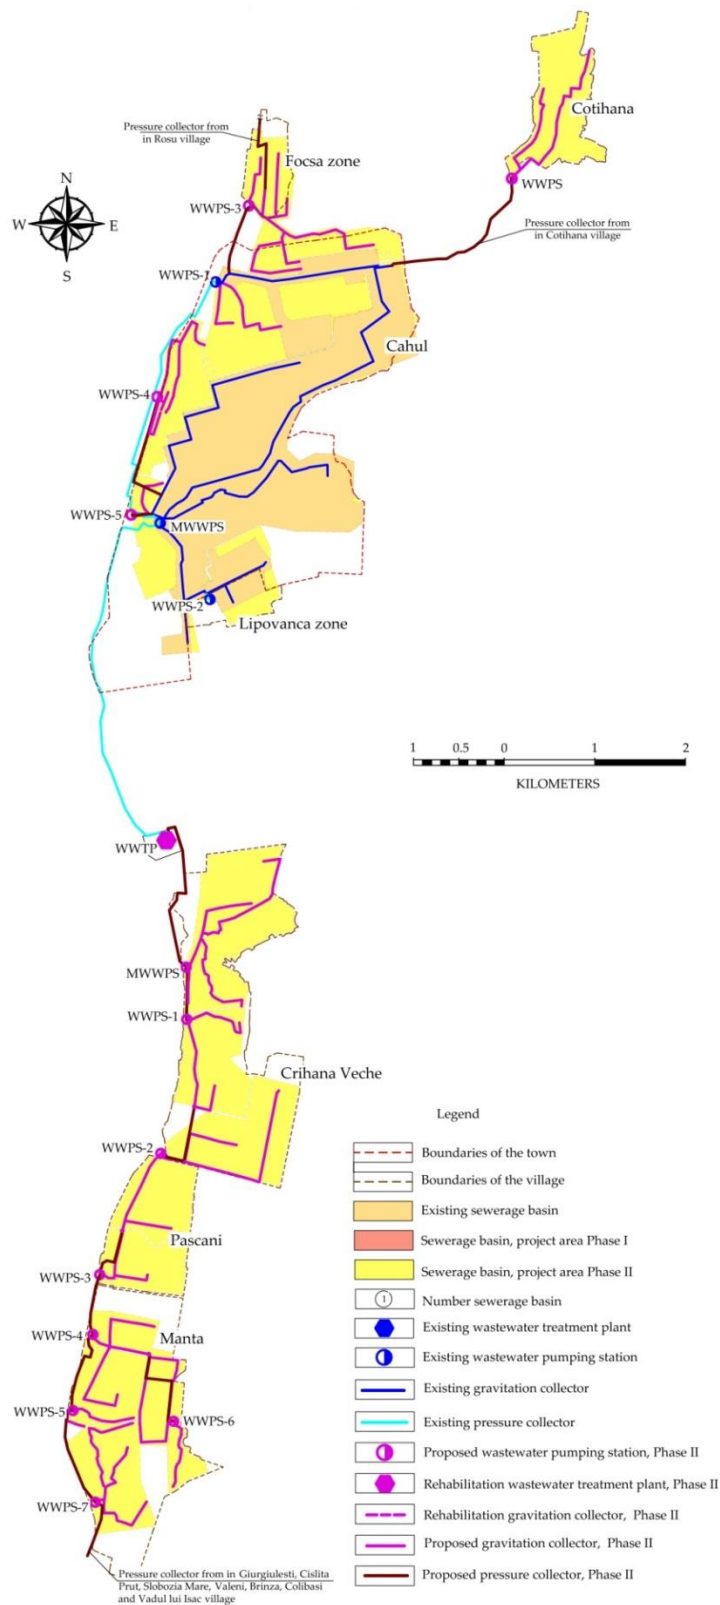 Cotihana
Pressure collector from
in Rosu village
Focsa zone
WWPS
N
W
E
S
WWPS-3
Pressure collector from
in Cotihana village
WWPS-1
Cahul
WWPS-4
WWPS-5
MWWPS
WWPS-2
Lipovanca zone
1 0.5 0 1 2
KILOMETERS
WWTP
MWWPS
WWPS-1
Crihana Veche
WWPS-2
Pascani
WWPS-3
WWPS-4
Manta
WWPS-5
WWPS-6
WWPS-7
Pressure collector from in Giurgiulesti, Cislita
Prut, Slobozia Mare, Valeni, Brinza, Colibasi
and Vadul lui Isac village
Legend
Boundaries of the town
Boundaries of the village
Existing sewerage basin
Sewerage basin, project area Phase I
Sewerage basin, project area Phase II
1 Number sewerage basin
Existing wastewater treatment plant
Existing wastewater pumping station
Existing gravitation collector
Existing pressure collector
Proposed wastewater pumping station, Phase II
Rehabilitation wastewater treatment plant, Phase II
Rehabilitation gravitation collector, Phase II
Proposed gravitation collector, Phase II
Proposed pressure collector, Phase II